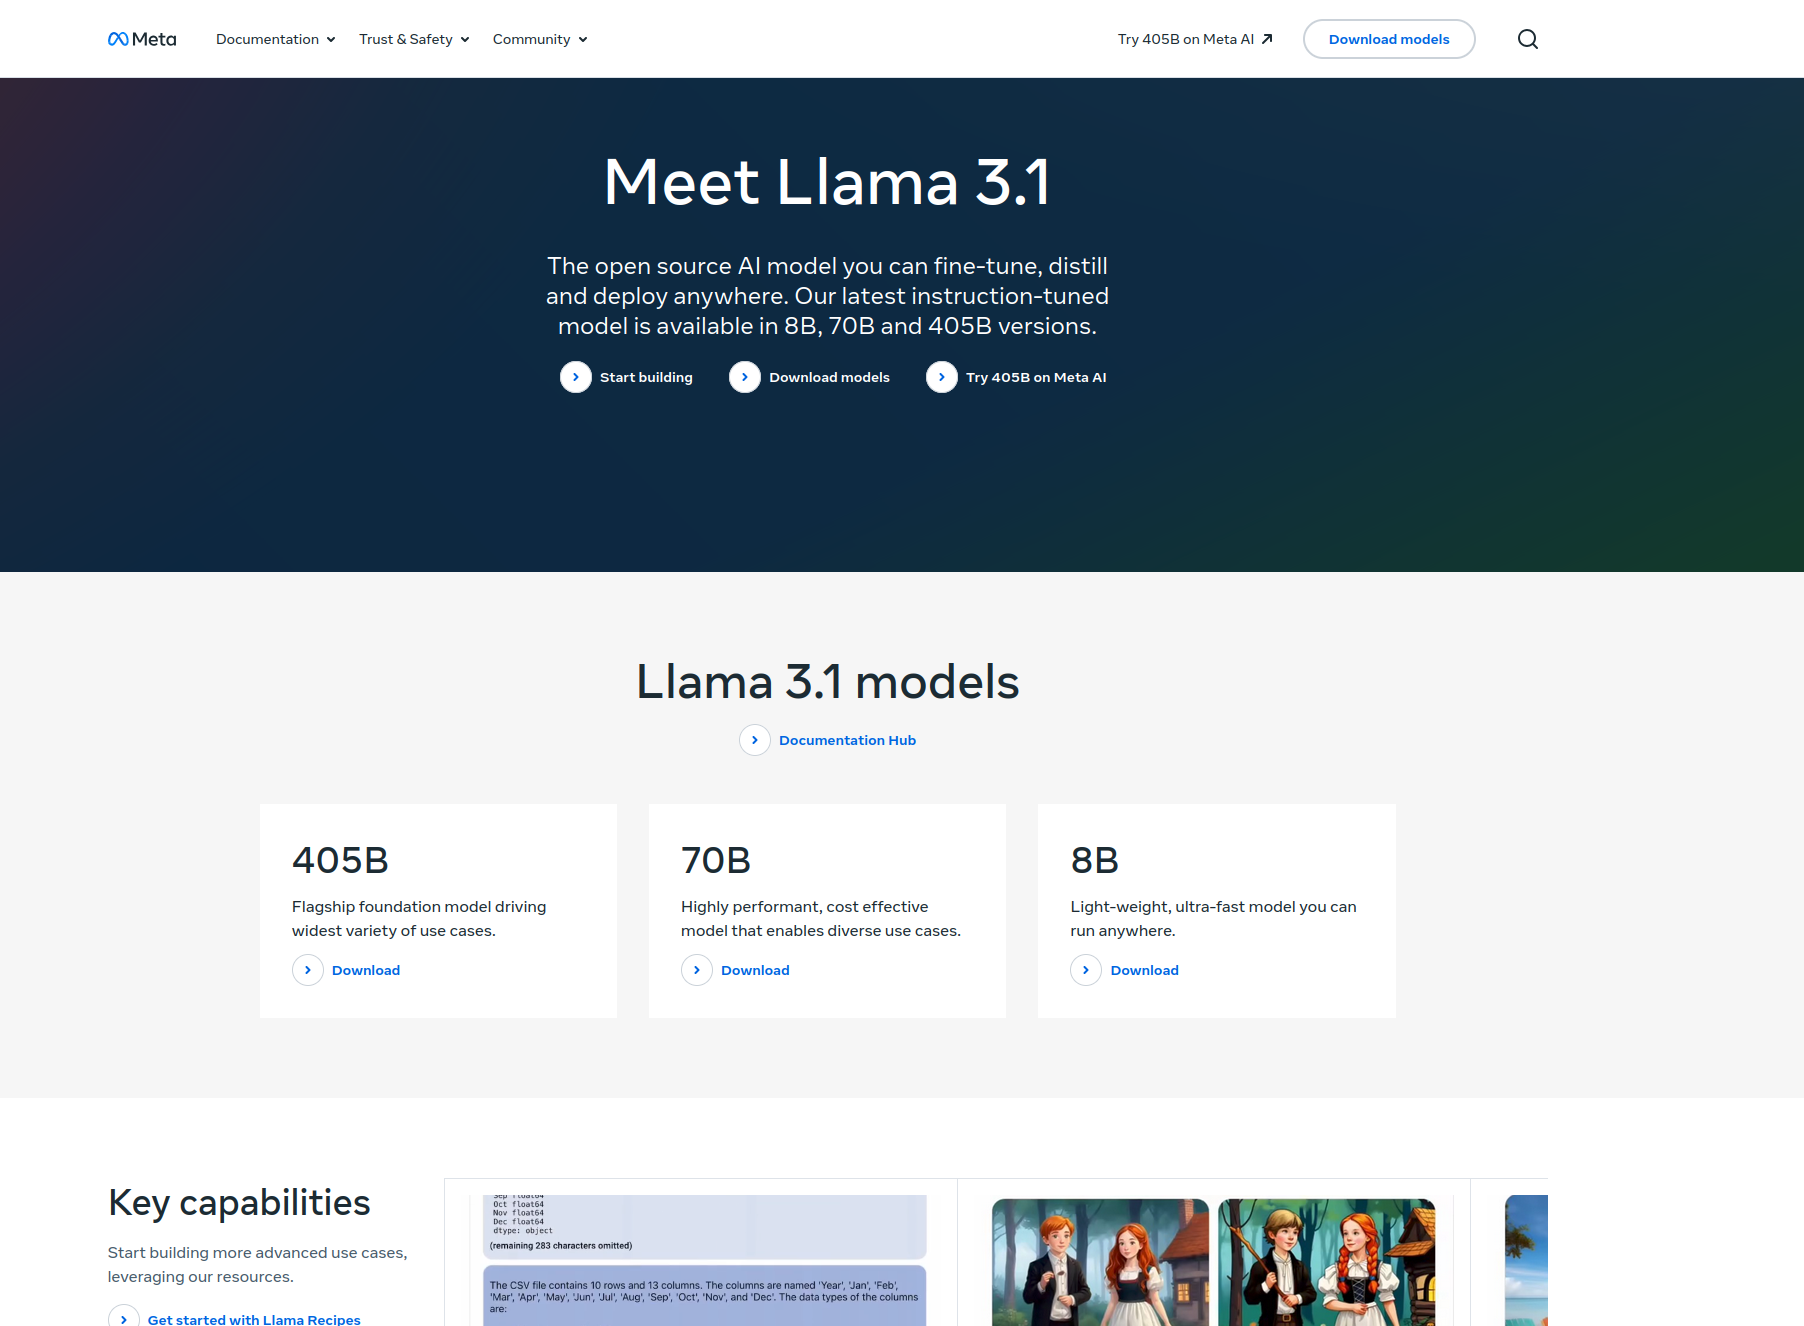 Meta
Documentation
Trust & Safety
Community
Try 405B on Meta AI
Download models
Meet Llama 3.1
The open source AI model you can fine-tune, distill
and deploy anywhere. Our latest instruction-tuned
model is available in 8B, 70B and 405B versions.
Start building
Download models
Try 405B on Meta AI
Llama 3.1 models
Documentation Hub
405B
Flagship foundation model driving
widest variety of use cases.
Download
70B
Highly performant, cost effective
model that enables diverse use cases.
Download
8B
Light-weight, ultra-fast model you can
run anywhere.
Download
Key capabilities
Start building more advanced use cases,
leveraging our resources.
Get started with Llama Recipes
Sep float64
Oct float64
Nov float64
Dec float64
dtype: object
(remaining 283 characters omitted)
The CSV file contains 10 rows and 13 columns. The columns are named 'Year', 'Jan', 'Feb',
'Mar', 'Apr', 'May', 'Jun', 'Jul', 'Aug', 'Sep', 'Oct', 'Nov', and 'Dec'. The data types of the columns
are: